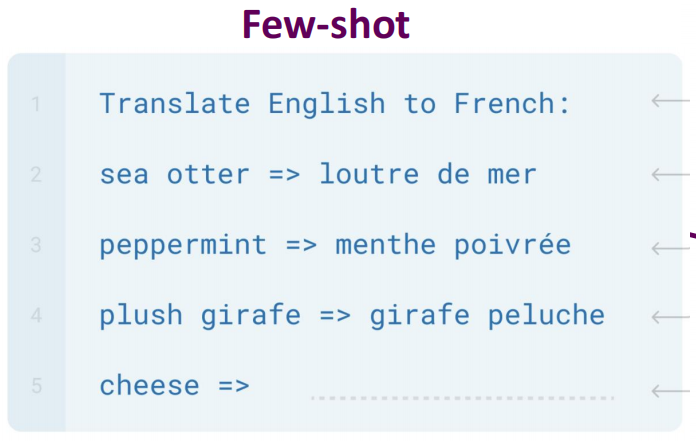 Few-shot
1 Translate English to French:
2 sea otter => loutre de mer
3 peppermint => menthe poivrée
4 plush girafe => girafe peluche
5 cheese =>